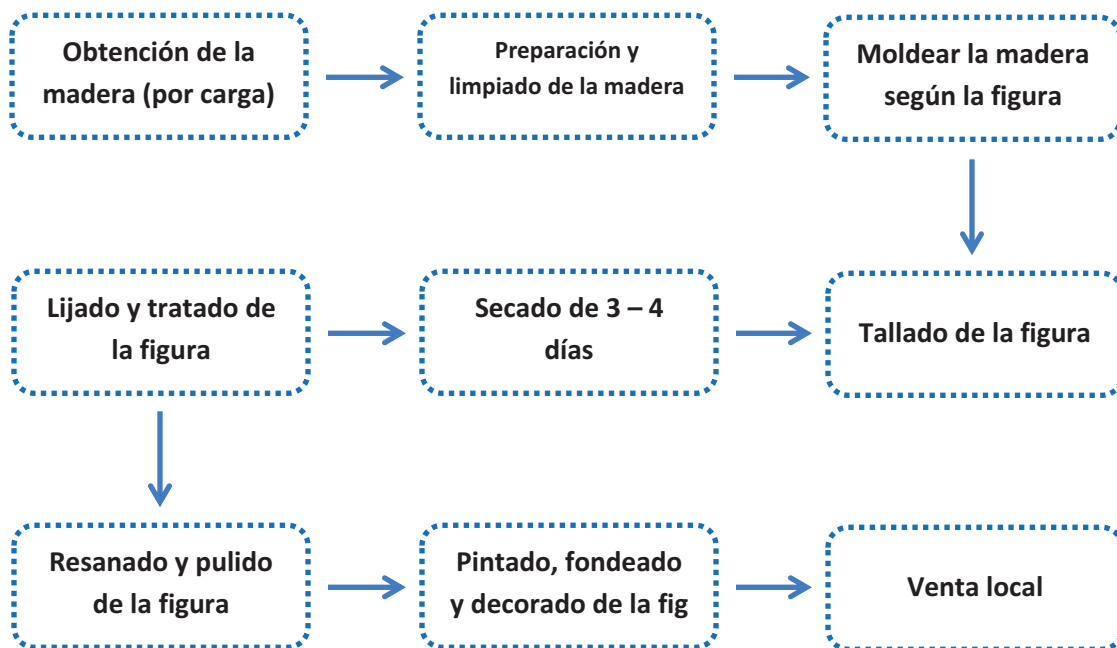 Obtención de la
madera (por carga)
Preparación y
limpiado de la madera
Moldear la madera
según la figura
Lijado y tratado de
la figura
Secado de 3 – 4
días
Tallado de la figura
Resanado y pulido
de la figura
Pintado, fondeado
y decorado de la fig
Venta local